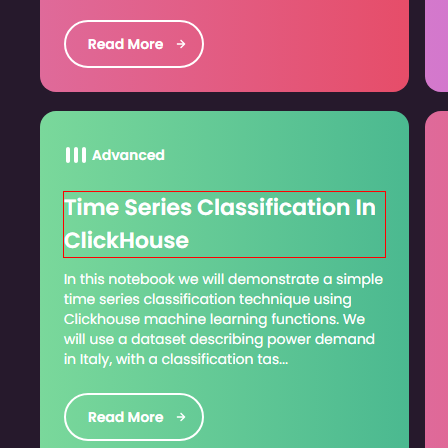 Read More
Advanced
Time Series Classification In
ClickHouse
In this notebook we will demonstrate a simple
time series classification technique using
Clickhouse machine learning functions. We
will use a dataset describing power demand
in Italy, with a classification tas...
Read More